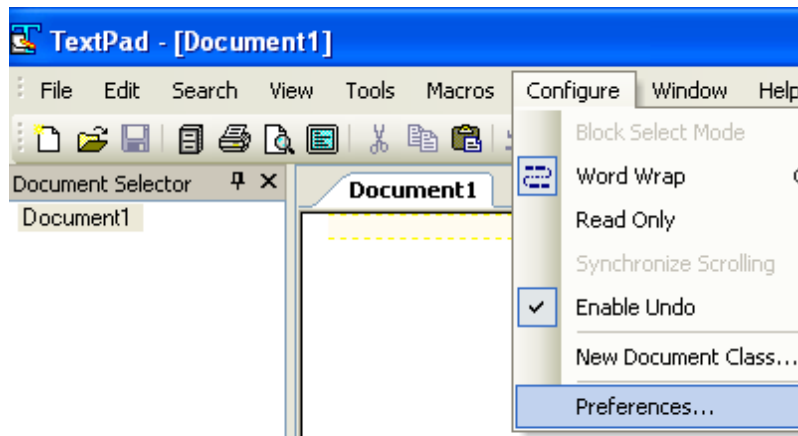 TextPad - [Document1]
File Edit Search View Tools Macros Configure Window Help
Document Selector
Document1
Document1
Block Select Mode
Word Wrap
Read Only
Synchronize Scrolling
Enable Undo
New Document Class...
Preferences...